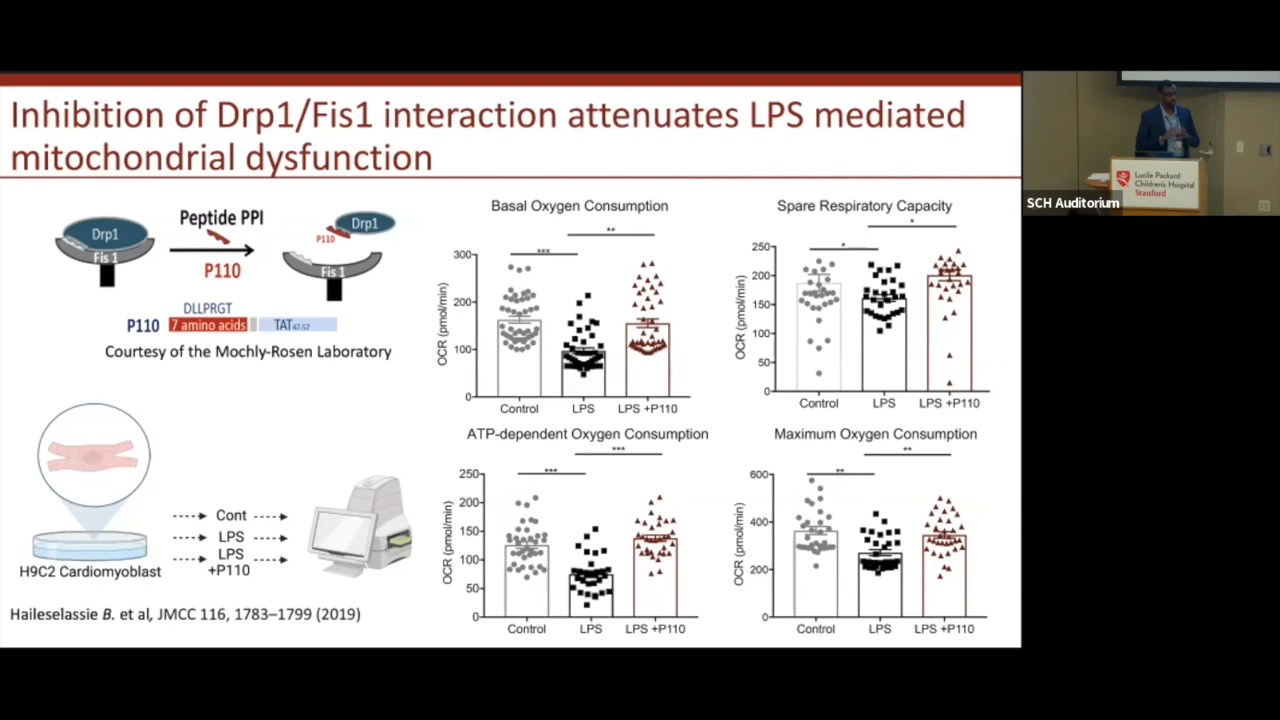 Inhibition of Drp1/Fis1 interaction attenuates LPS mediated
mitochondrial dysfunction
Peptide PPI
Drp1
Fis 1
P110
P110
Drp1
Fis 1
DLLPRGT
P110
7 amino acids
TAT47-57
Courtesy of the Mochly-Rosen Laboratory
H9C2 Cardiomyoblast
Cont
LPS
LPS
+P110
Haileselassie B. et al, JMCC 116, 1783–1799 (2019)
Basal Oxygen Consumption
OCR (pmol/min)
300
200
100
0
***
**
Control
LPS
LPS +P110
Spare Respiratory Capacity
OCR (pmol/min)
250
200
150
100
50
0
*
*
Control
LPS
LPS +P110
ATP-dependent Oxygen Consumption
OCR (pmol/min)
250
200
150
100
50
0
***
***
Control
LPS
LPS +P110
Maximum Oxygen Consumption
OCR (pmol/min)
600
400
200
0
**
**
Control
LPS
LPS +P110
Lucile Packard
Children's Hospital
Stanford
SCH Auditorium